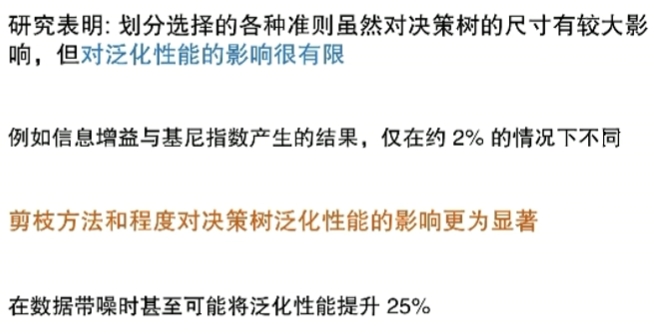 研究表明: 划分选择的各种准则虽然对决策树的尺寸有较大影
响，但对泛化性能的影响很有限
例如信息增益与基尼指数产生的结果，仅在约 2% 的情况下不同
剪枝方法和程度对决策树泛化性能的影响更为显著
在数据带噪时甚至可能将泛化性能提升 25%